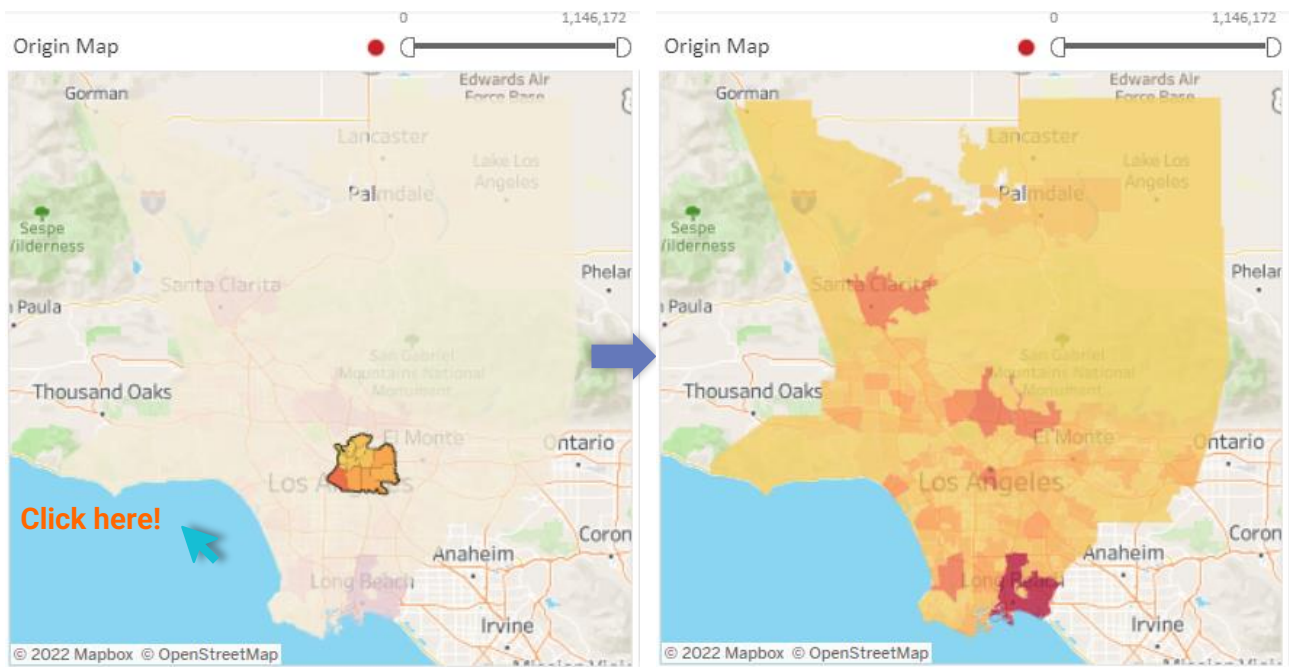 0 1,146,172
Origin Map
Edwards Air
Force Base
Gorman
Lancaster
Lake Los
Angeles
Palmdale
Sespe
Wilderness
Phelan
Santa Clarita
Paula
San Gabriel
Mountains National
Monument
Thousand Oaks
El Monte
Ontario
Los Angeles
Click here!
Corona
Anaheim
Long Beach
Irvine
© 2022 Mapbox © OpenStreetMap
0 1,146,172
Origin Map
Edwards Air
Force Base
Gorman
Lancaster
Lake Los
Angeles
Palmdale
Sespe
Wilderness
Phelan
Santa Clarita
Paula
San Gabriel
Mountains National
Monument
Thousand Oaks
El Monte
Ontario
Los Angeles
Coron
Anaheim
Long Beach
Irvine
© 2022 Mapbox © OpenStreetMap